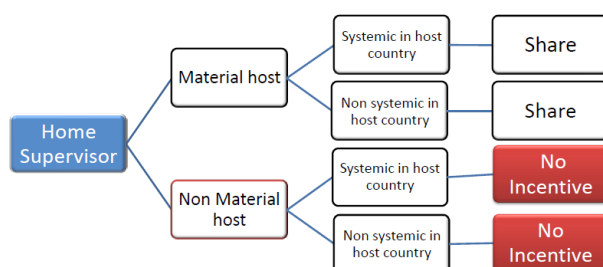 Home
Supervisor
Material host
Systemic in host
country
Share
Non systemic in
host country
Share
Non Material
host
Systemic in host
country
No
Incentive
Non systemic in
host country
No
Incentive